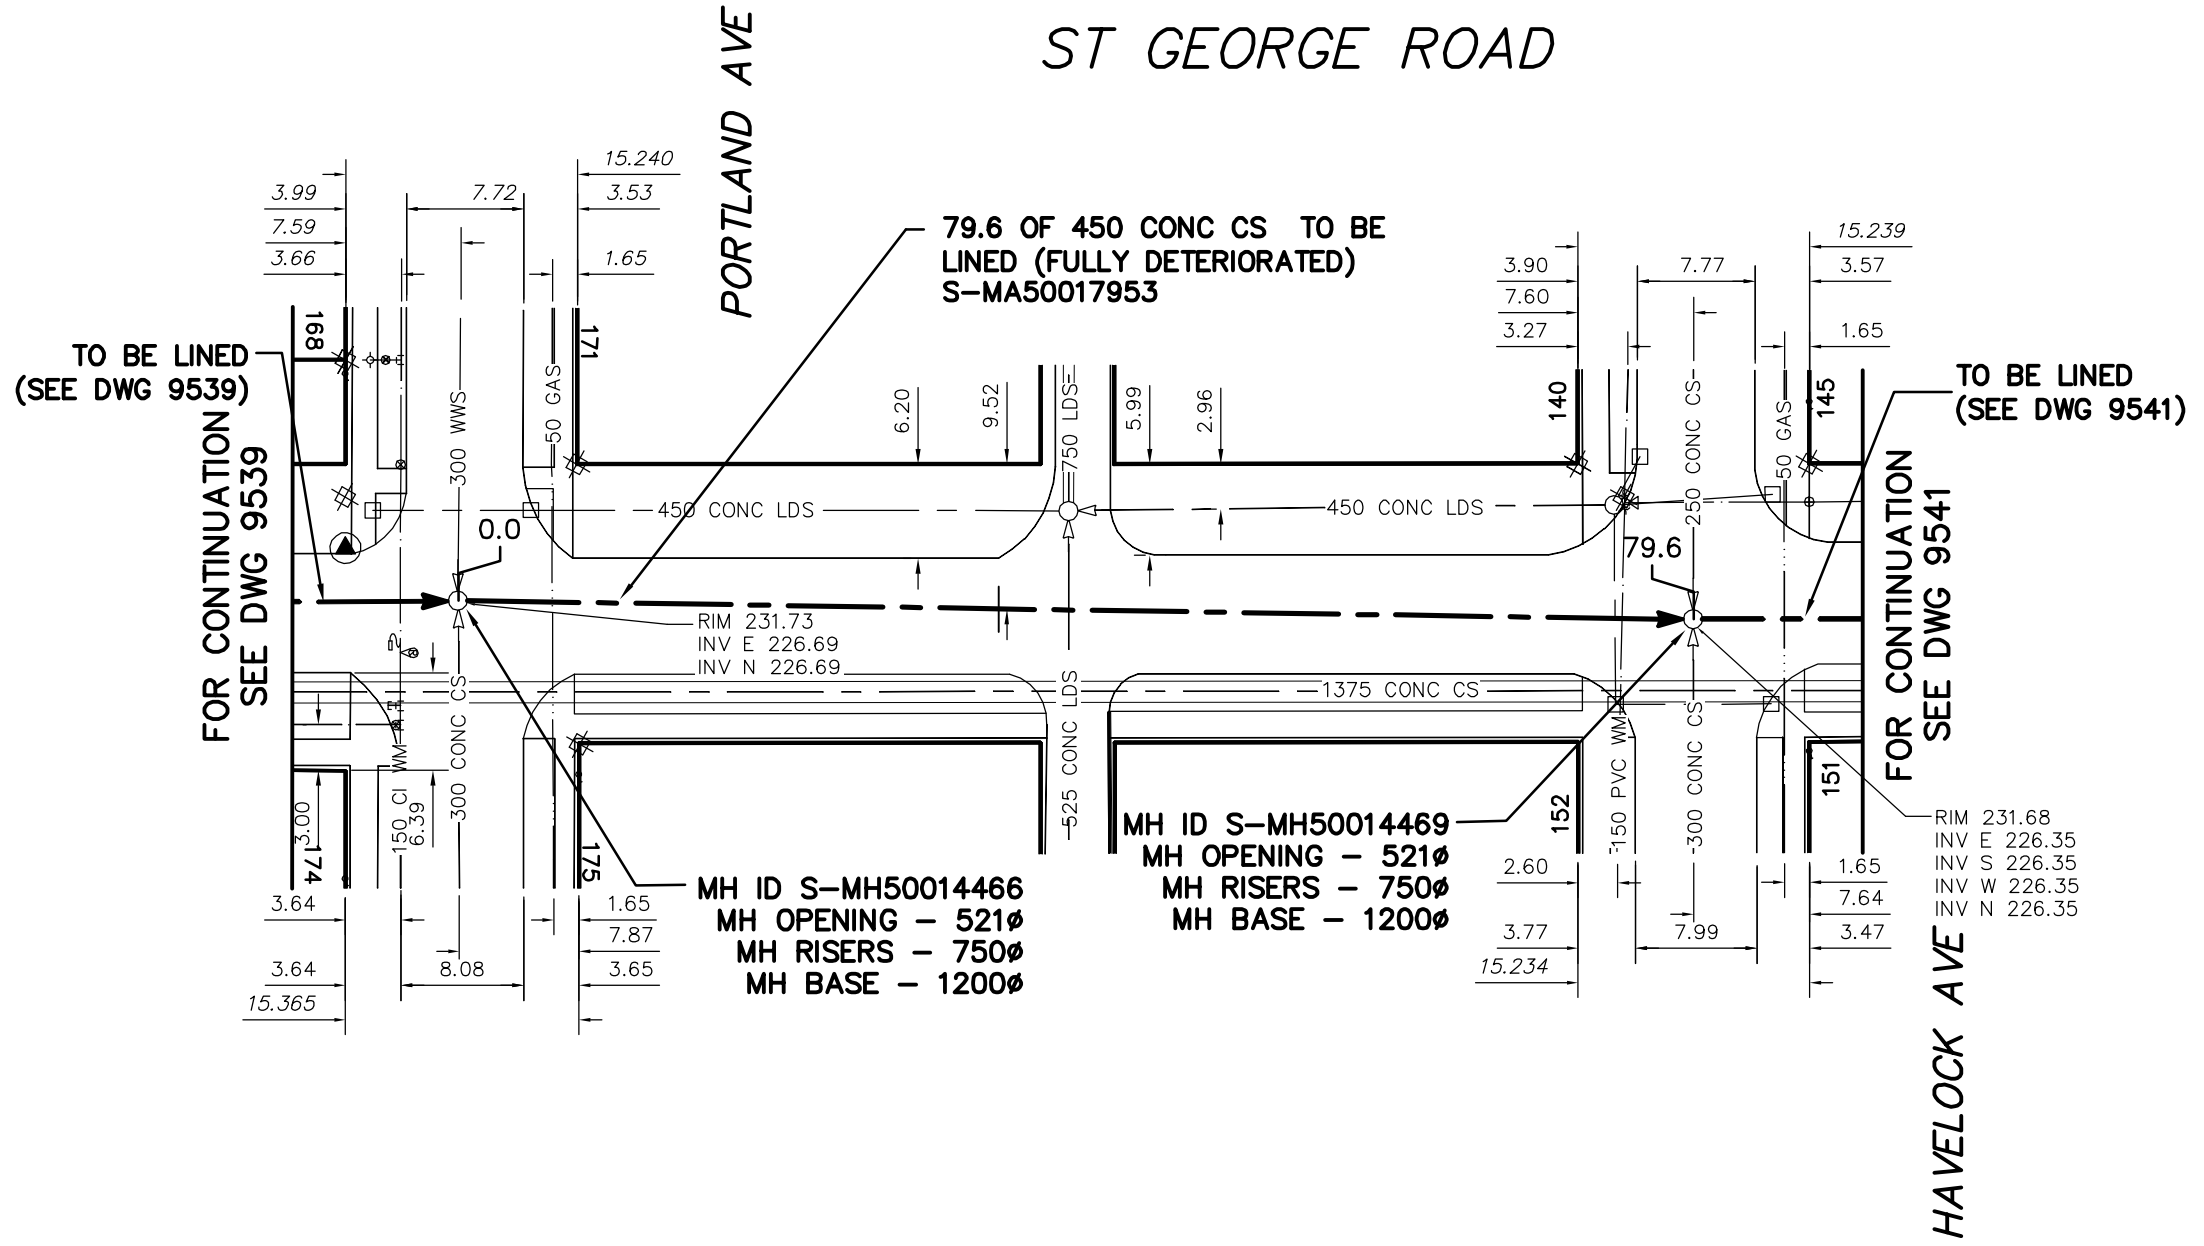 ST GEORGE ROAD
PORTLAND AVE
15.240
3.99
7.72
3.53
7.59
3.66
1.65
79.6 OF 450 CONC CS TO BE
LINED (FULLY DETERIORATED)
S-MA50017953
15.239
3.90
7.77
3.57
7.60
3.27
1.65
TO BE LINED
(SEE DWG 9539)
168
171
300 WWS
50 GAS
6.20
9.52
750 LDS
5.99
2.96
140
250 CONC CS
50 GAS
145
TO BE LINED
(SEE DWG 9541)
FOR CONTINUATION
SEE DWG 9539
450 CONC LDS
450 CONC LDS
0.0
79.6
FOR CONTINUATION
SEE DWG 9541
RIM 231.73
INV E 226.69
INV N 226.69
1375 CONC CS
3.00
174
150 CI WM
6.39
300 CONC CS
175
525 CONC LDS
152
150 PVC WM
300 CONC CS
151
MH ID S-MH50014466
MH OPENING - 521ø
MH RISERS - 750ø
MH BASE - 1200ø
MH ID S-MH50014469
MH OPENING - 521ø
MH RISERS - 750ø
MH BASE - 1200ø
RIM 231.68
INV E 226.35
INV S 226.35
INV W 226.35
INV N 226.35
3.64
1.65
7.87
3.64
8.08
3.65
15.365
2.60
1.65
7.64
3.77
7.99
3.47
15.234
HAVELOCK AVE